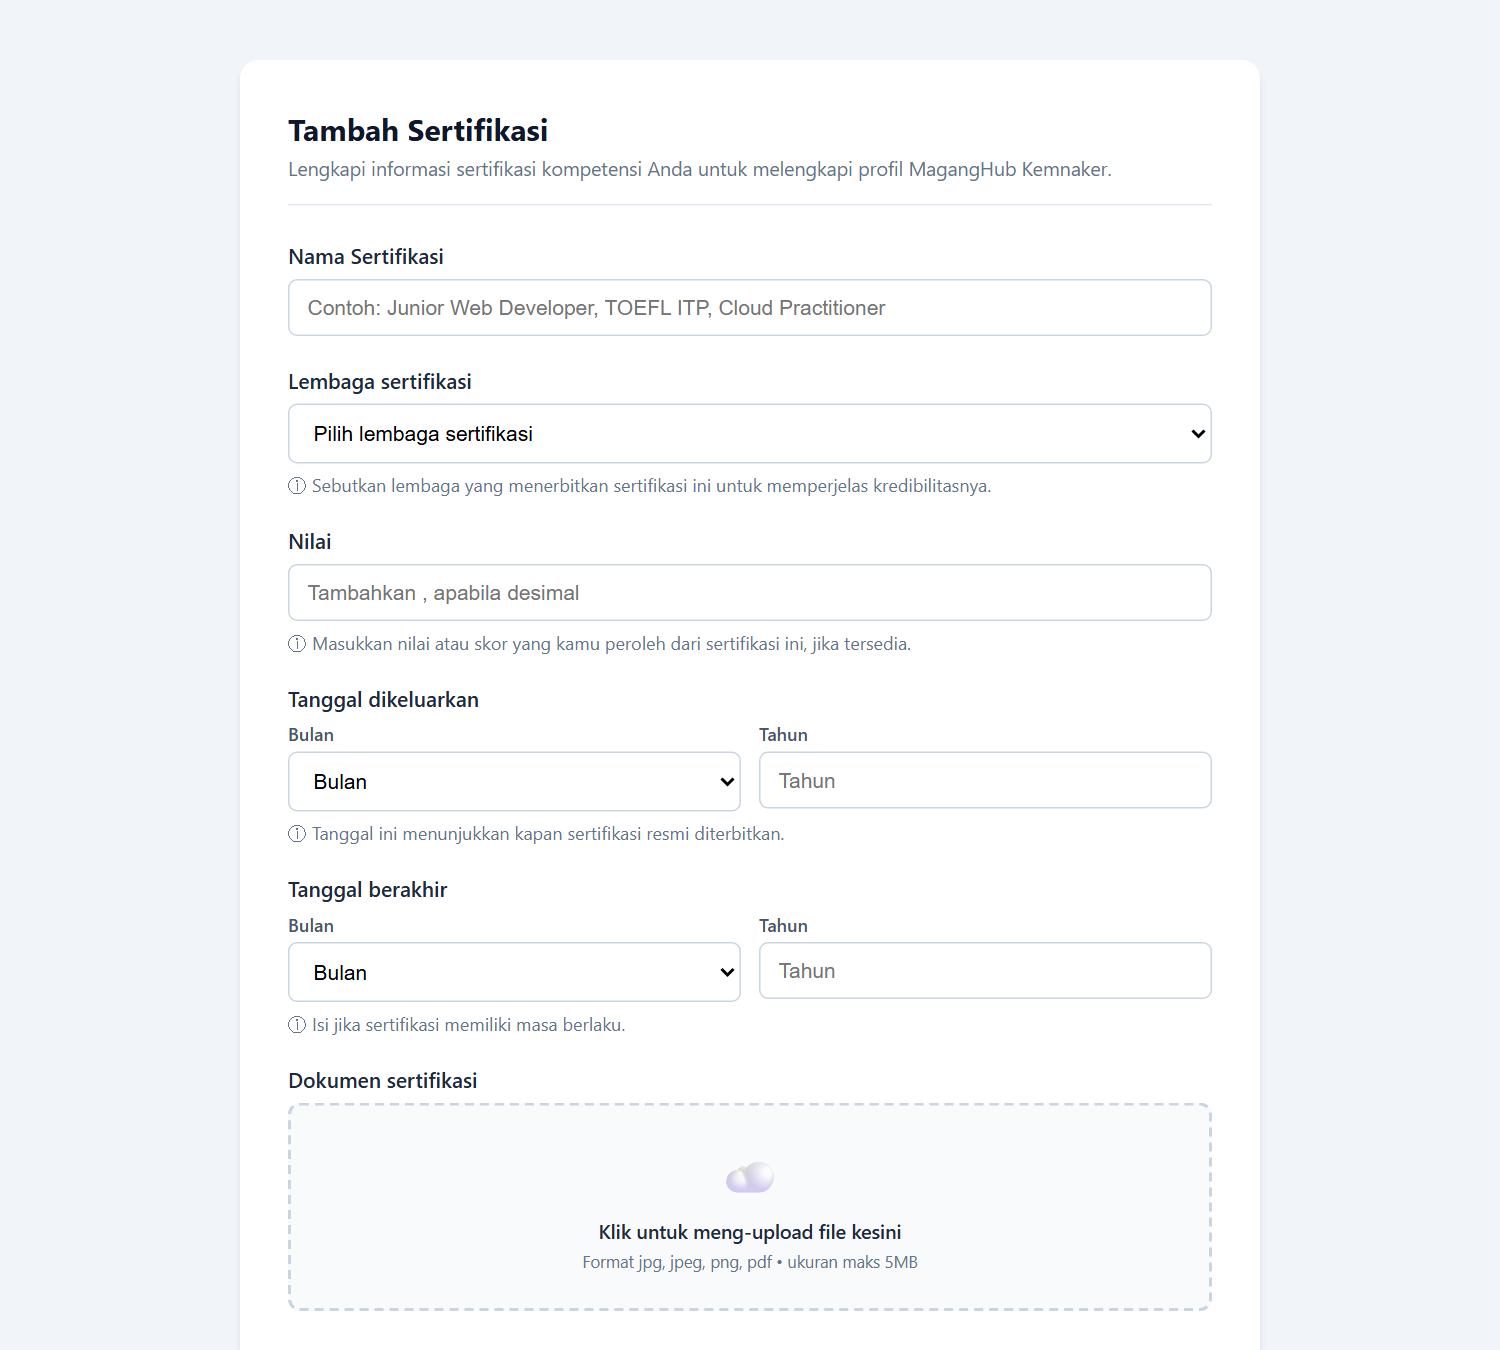 Tambah Sertifikasi
Lengkapi informasi sertifikasi kompetensi Anda untuk melengkapi profil MagangHub Kemnaker.
Nama Sertifikasi
Contoh: Junior Web Developer, TOEFL ITP, Cloud Practitioner
Lembaga sertifikasi
Pilih lembaga sertifikasi
ⓘ Sebutkan lembaga yang menerbitkan sertifikasi ini untuk memperjelas kredibilitasnya.
Nilai
Tambahkan , apabila desimal
ⓘ Masukkan nilai atau skor yang kamu peroleh dari sertifikasi ini, jika tersedia.
Tanggal dikeluarkan
Bulan Tahun
Bulan Tahun
ⓘ Tanggal ini menunjukkan kapan sertifikasi resmi diterbitkan.
Tanggal berakhir
Bulan Tahun
Bulan Tahun
ⓘ Isi jika sertifikasi memiliki masa berlaku.
Dokumen sertifikasi
Klik untuk meng-upload file kesini
Format jpg, jpeg, png, pdf • ukuran maks 5MB